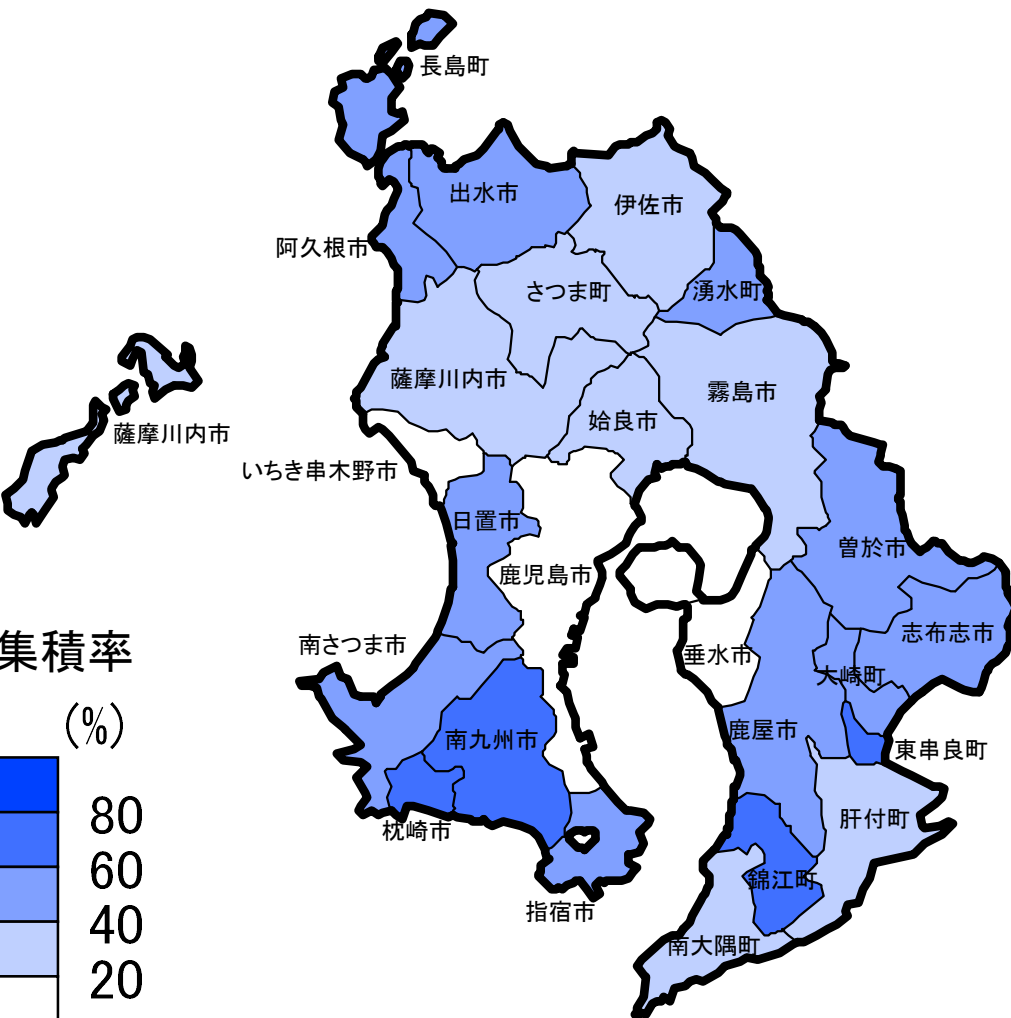 長島町
出水市
伊佐市
阿久根市
さつま町
湧水町
薩摩川内市
霧島市
姶良市
薩摩川内市
いちき串木野市
日置市
曽於市
鹿児島市
志布志市
南さつま市
垂水市
大崎町
集積率
(%)
南九州市
鹿屋市
東串良町
80
枕崎市
肝付町
60
錦江町
指宿市
40
南大隅町
20